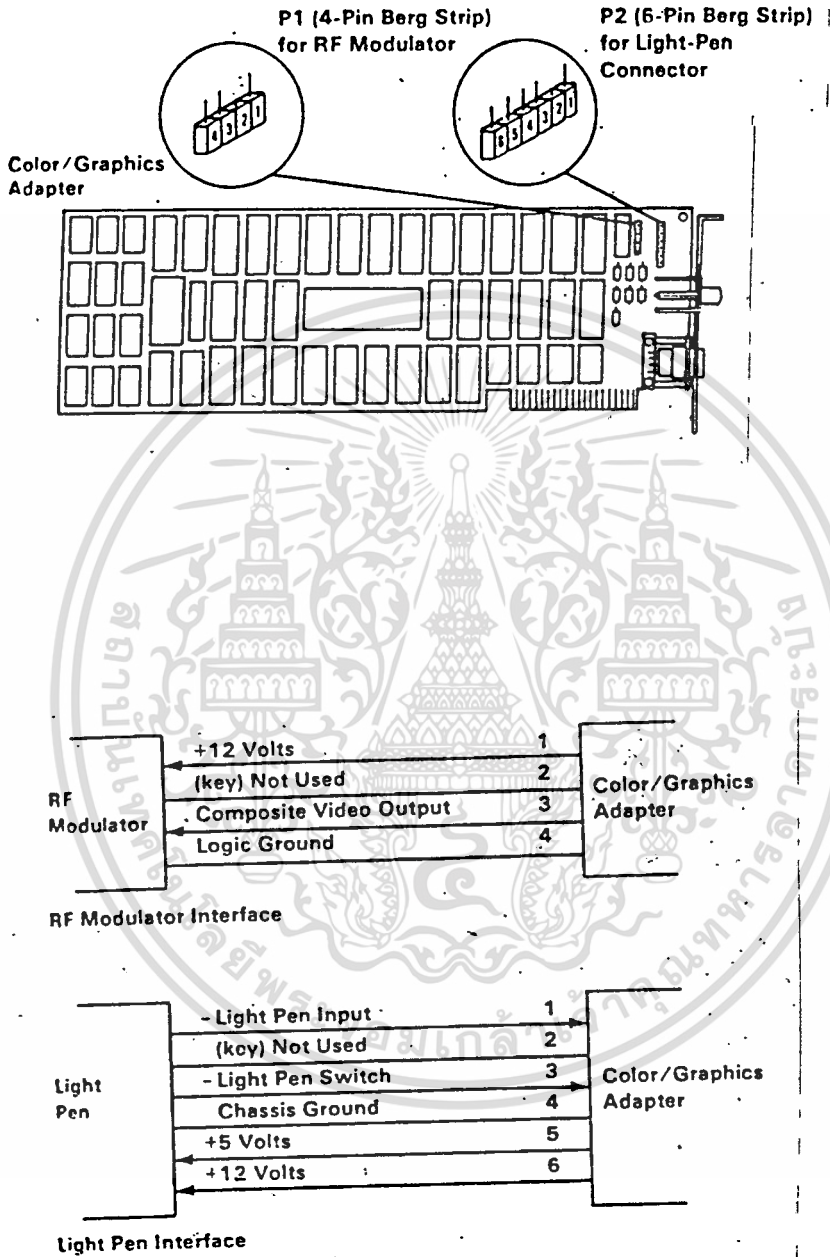 P1 (4-Pin Berg Strip)
for RF Modulator
P2 (6-Pin Berg Strip)
for Light-Pen
Connector
4 3 2 1
6 5 4 3 2 1
Color/Graphics
Adapter
RF
Modulator
+12 Volts 1
(key) Not Used 2
Composite Video Output 3
Logic Ground 4
Color/Graphics
Adapter
RF Modulator Interface
Light
Pen
- Light Pen Input 1
(key) Not Used 2
- Light Pen Switch 3
Chassis Ground 4
+5 Volts 5
+12 Volts 6
Color/Graphics
Adapter
Light Pen Interface